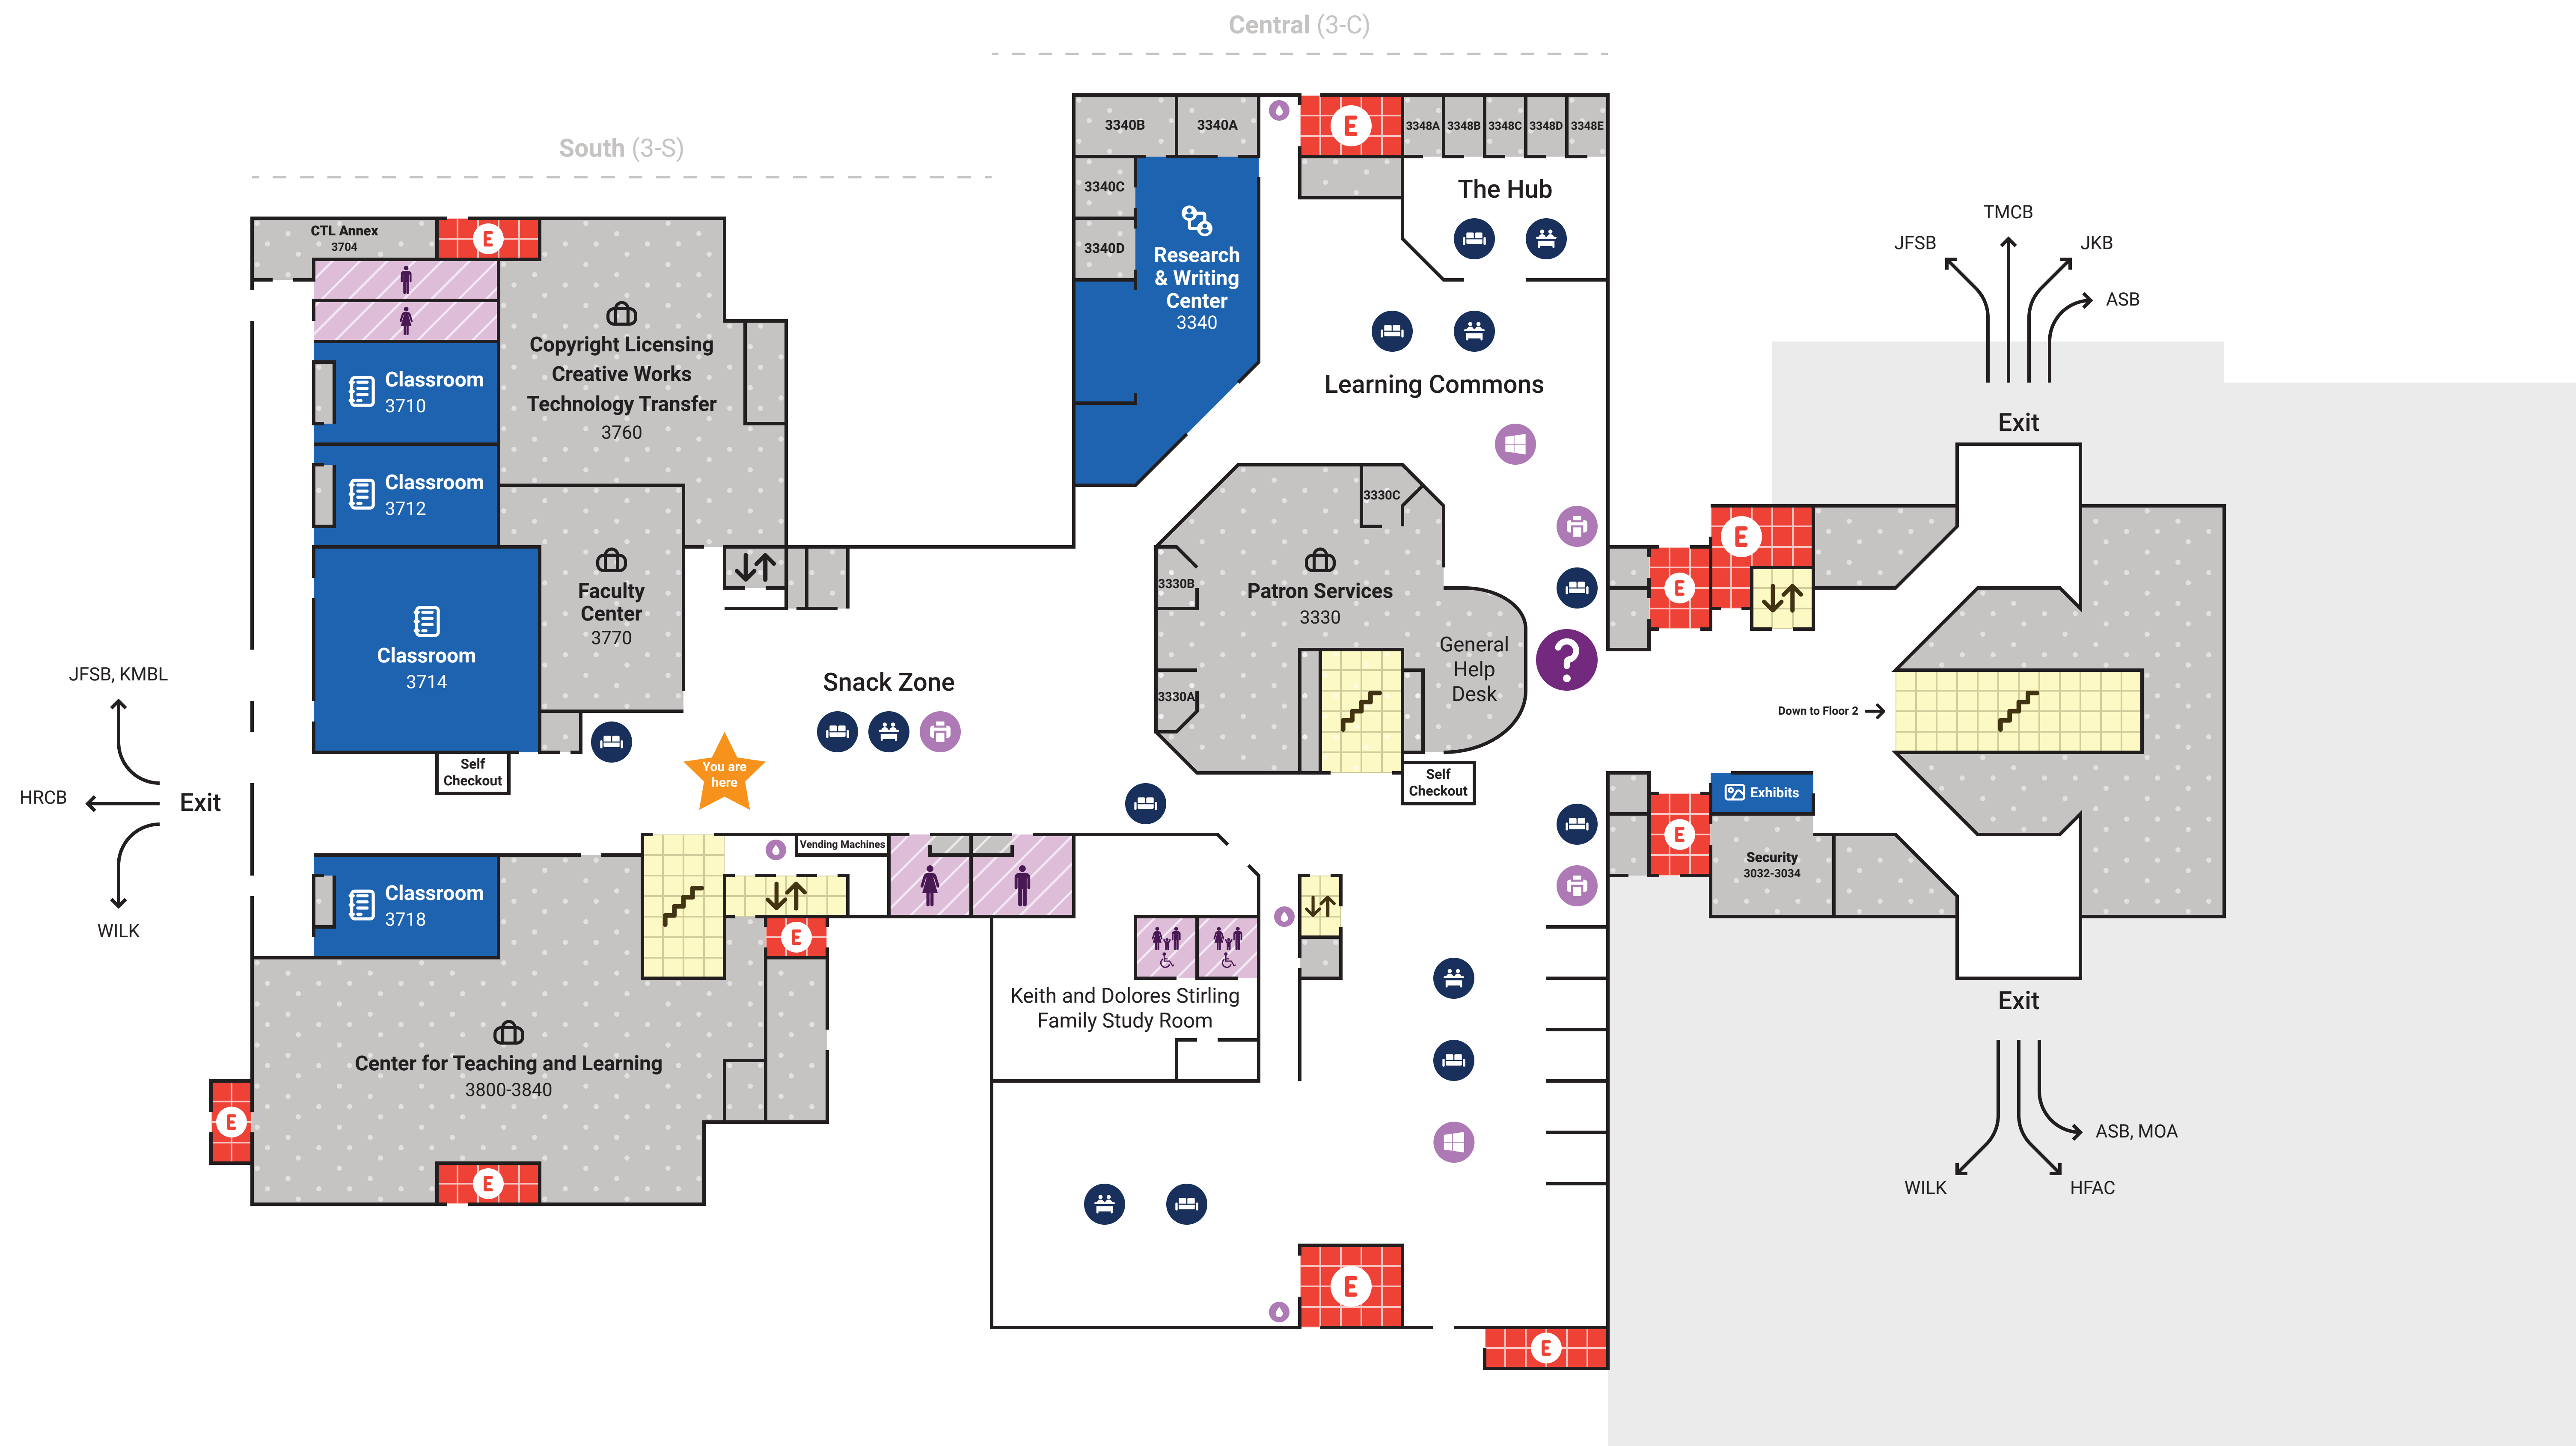 Central (3-C)
South (3-S)
3340B
3340A
E
3348A
3348B
3348C
3348D
3348E
3340C
3340D
The Hub
Research
& Writing
Center
3340
Learning Commons
CTL Annex
3704
E
Copyright Licensing
Creative Works
Technology Transfer
3760
Classroom
3710
Classroom
3712
Classroom
3714
Faculty
Center
3770
Self
Checkout
JFSB, KMBL
HRCB
Exit
WILK
Snack Zone
You are
here
Vending Machines
Classroom
3718
E
Center for Teaching and Learning
3800-3840
E
E
3330C
3330B
Patron Services
3330
3330A
General
Help
Desk
?
Self
Checkout
Keith and Dolores Stirling
Family Study Room
E
E
TMCB
JFSB
JKB
ASB
Exit
E
E
Down to Floor 2
Exhibits
E
Security
3032-3034
Exit
ASB, MOA
WILK
HFAC